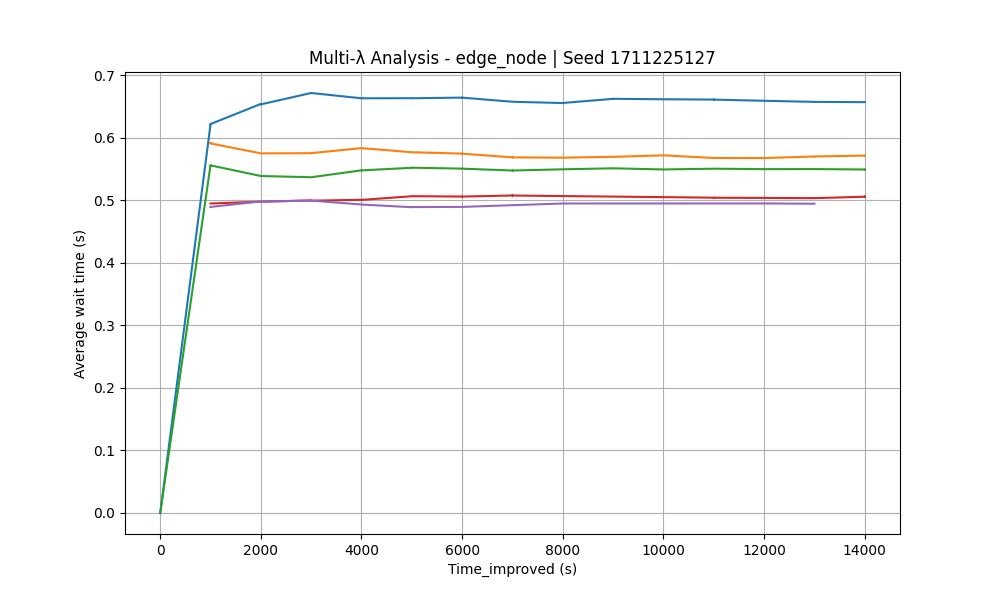 Multi-λ Analysis - edge_node | Seed 1711225127
Average wait time (s)
0.7
0.6
0.5
0.4
0.3
0.2
0.1
0.0
0 2000 4000 6000 8000 10000 12000 14000
Time_improved (s)